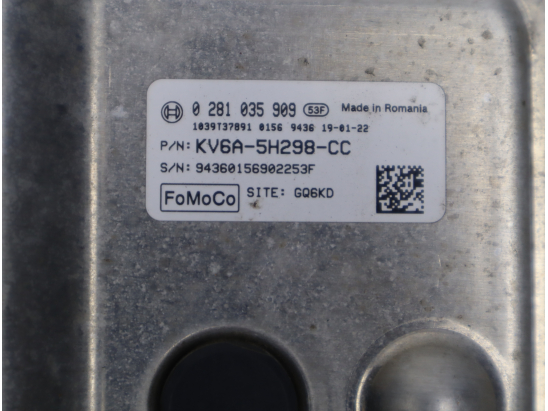 0 281 035 909 53F Made in Romania
1039T37891 0156 9436 19-01-22
P/N: KV6A-5H298-CC
S/N: 94360156902253F
FoMoCo SITE: GQ6KD